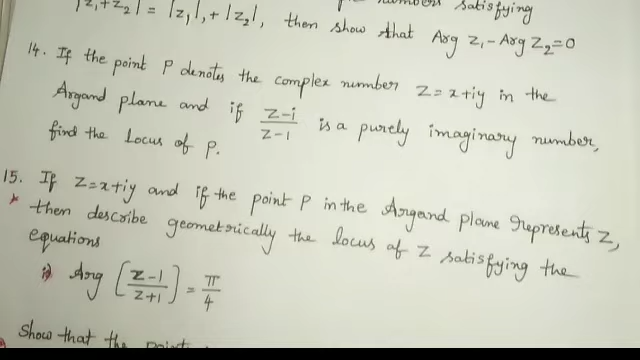 numbers satisfying
|z₁+z₂| = |z₁|, + |z₂|, then show that Arg z₁ - Arg z₂=0
14. If the point P denotes the complex number Z=x+iy in the
Argand plane and if (z-i)/(z-1) is a purely imaginary number,
find the locus of P.
15. If Z=x+iy and if the point P in the Argand plane represents Z,
* then describe geometrically the locus of Z satisfying the
equations
i) Arg [(z-1)/(z+1)] = π/4
Show that the point